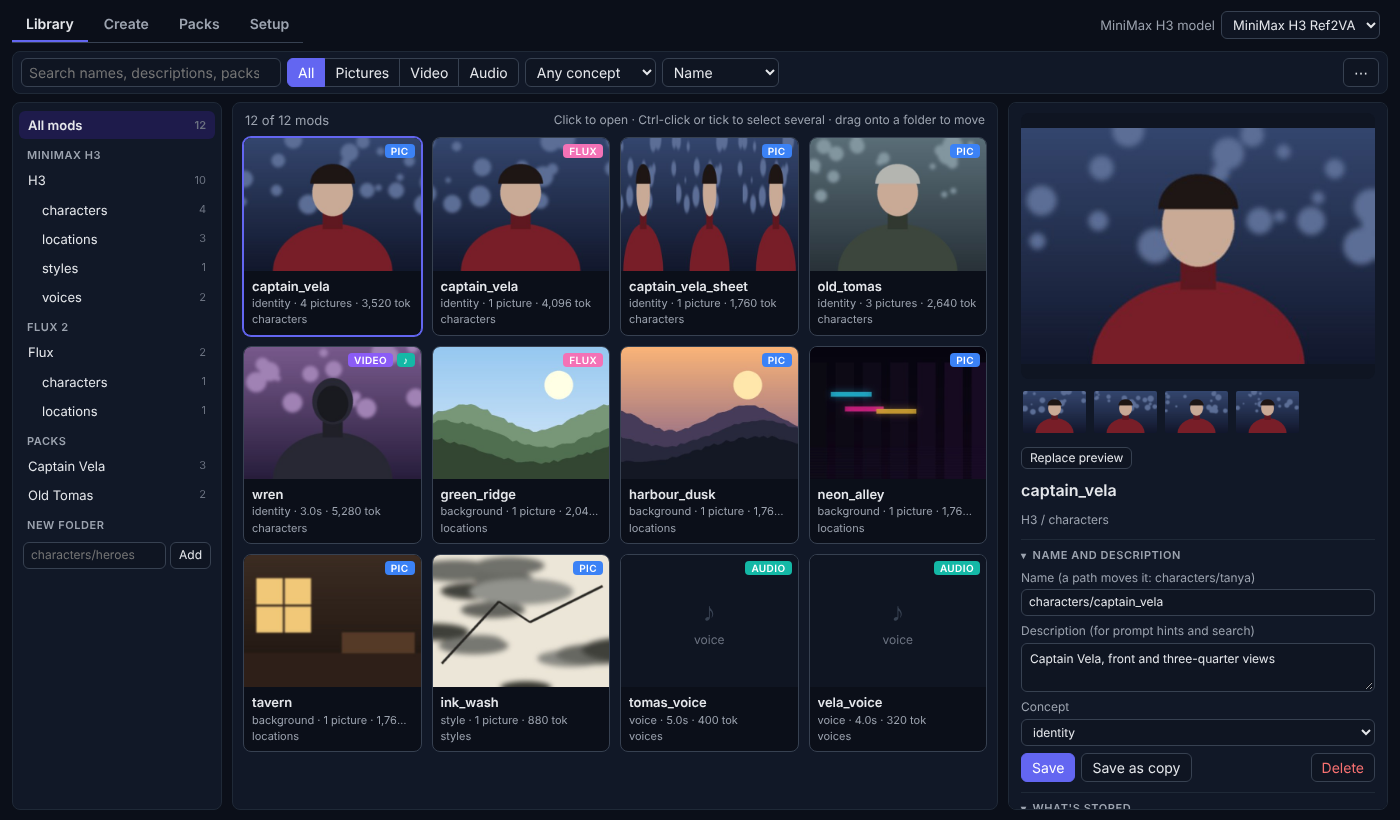 Library Create Packs Setup
MiniMax H3 model MiniMax H3 Ref2VA
Search names, descriptions, packs All Pictures Video Audio Any concept Name ...
All mods 12
MINIMAX H3
H3 10
characters 4
locations 3
styles 1
voices 2
FLUX 2
Flux 2
characters 1
locations 1
PACKS
Captain Vela 3
Old Tomas 2
NEW FOLDER
characters/heroes Add
12 of 12 mods
Click to open · Ctrl-click or tick to select several · drag onto a folder to move
PIC
captain_vela
identity · 4 pictures · 3,520 tok
characters
FLUX
captain_vela
identity · 1 picture · 4,096 tok
characters
PIC
captain_vela_sheet
identity · 1 picture · 1,760 tok
characters
PIC
old_tomas
identity · 3 pictures · 2,640 tok
characters
VIDEO ♪
wren
identity · 3.0s · 5,280 tok
characters
FLUX
green_ridge
background · 1 picture · 2,04...
locations
PIC
harbour_dusk
background · 1 picture · 1,76...
locations
PIC
neon_alley
background · 1 picture · 1,76...
locations
PIC
tavern
background · 1 picture · 1,76...
locations
PIC
ink_wash
style · 1 picture · 880 tok
styles
AUDIO
♪
voice
tomas_voice
voice · 5.0s · 400 tok
voices
AUDIO
♪
voice
vela_voice
voice · 4.0s · 320 tok
voices
Replace preview
captain_vela
H3 / characters
▾ NAME AND DESCRIPTION
Name (a path moves it: characters/tanya)
characters/captain_vela
Description (for prompt hints and search)
Captain Vela, front and three-quarter views
Concept
identity
Save Save as copy Delete
▾ WHAT'S STORED